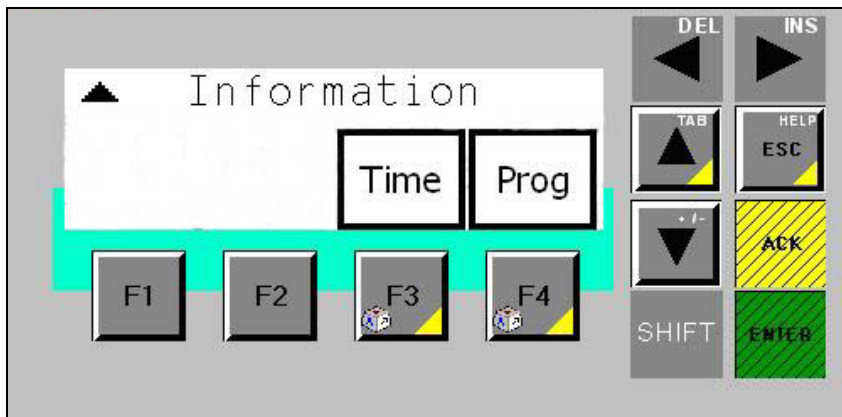 DEL
INS
Information
TAB
HELP
ESC
Time
Prog
+/-
ACK
F1
F2
F3
F4
SHIFT
ENTER